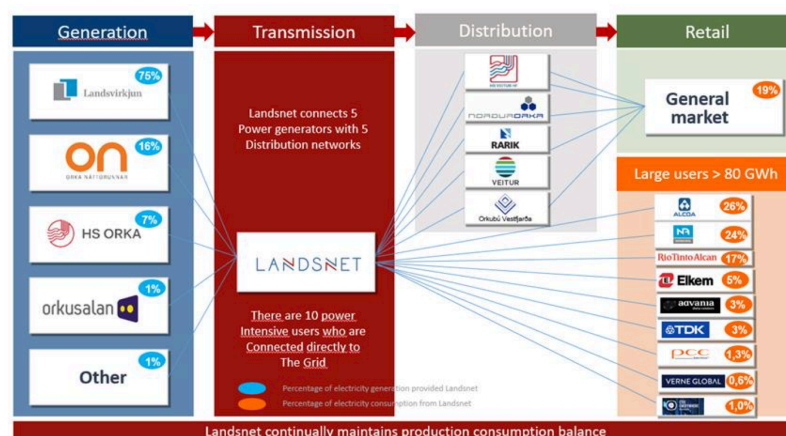 Generation
Transmission
Distribution
Retail
75%
Landsvirkjun
16%
on
ORKA NÁTTÚRUNNAR
7%
HS ORKA
1%
orkusalan
1%
Other
Landsnet connects 5
Power generators with 5
Distribution networks
LANDSNET
There are 10 power
Intensive users who are
Connected directly to
The Grid
Percentage of electricity generation provided Landsnet
Percentage of electricity consumption from Landsnet
HS VEITUR HF
NORÐURORKA
RARIK
VEITUR
Orkubú Vestfjarða
19%
General
market
Large users > 80 GWh
ALCOA
26%
NA
24%
RioTintoAlcan
17%
Elkem
5%
advania
3%
TDK
3%
pcc
1,3%
VERNE GLOBAL
0,6%
1,0%
Landsnet continually maintains production consumption balance